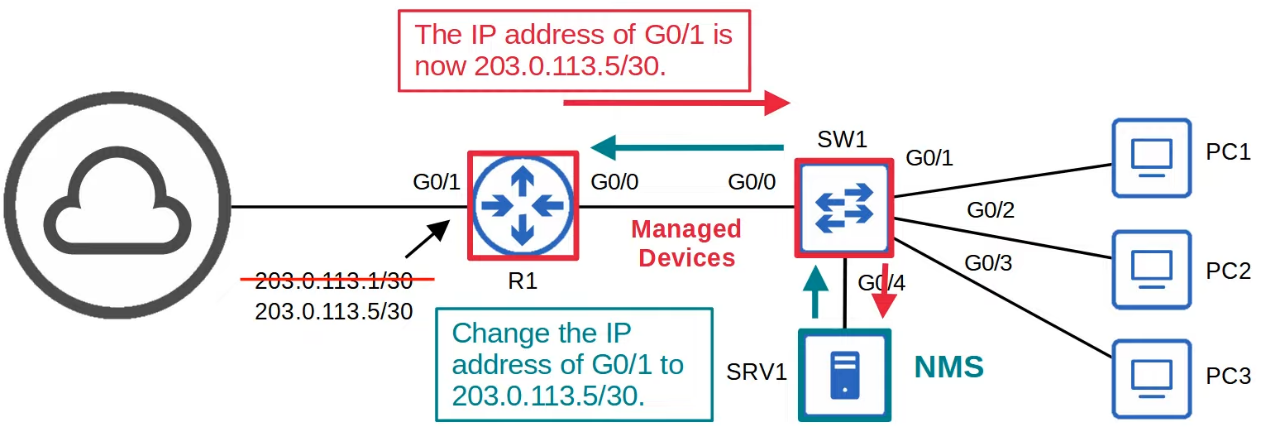 The IP address of G0/1 is
now 203.0.113.5/30.
SW1
G0/1
PC1
G0/1
G0/0
G0/0
G0/2
Managed
Devices
G0/3
PC2
203.0.113.1/30
R1
G0/4
203.0.113.5/30
Change the IP
address of G0/1 to
203.0.113.5/30.
SRV1
NMS
PC3